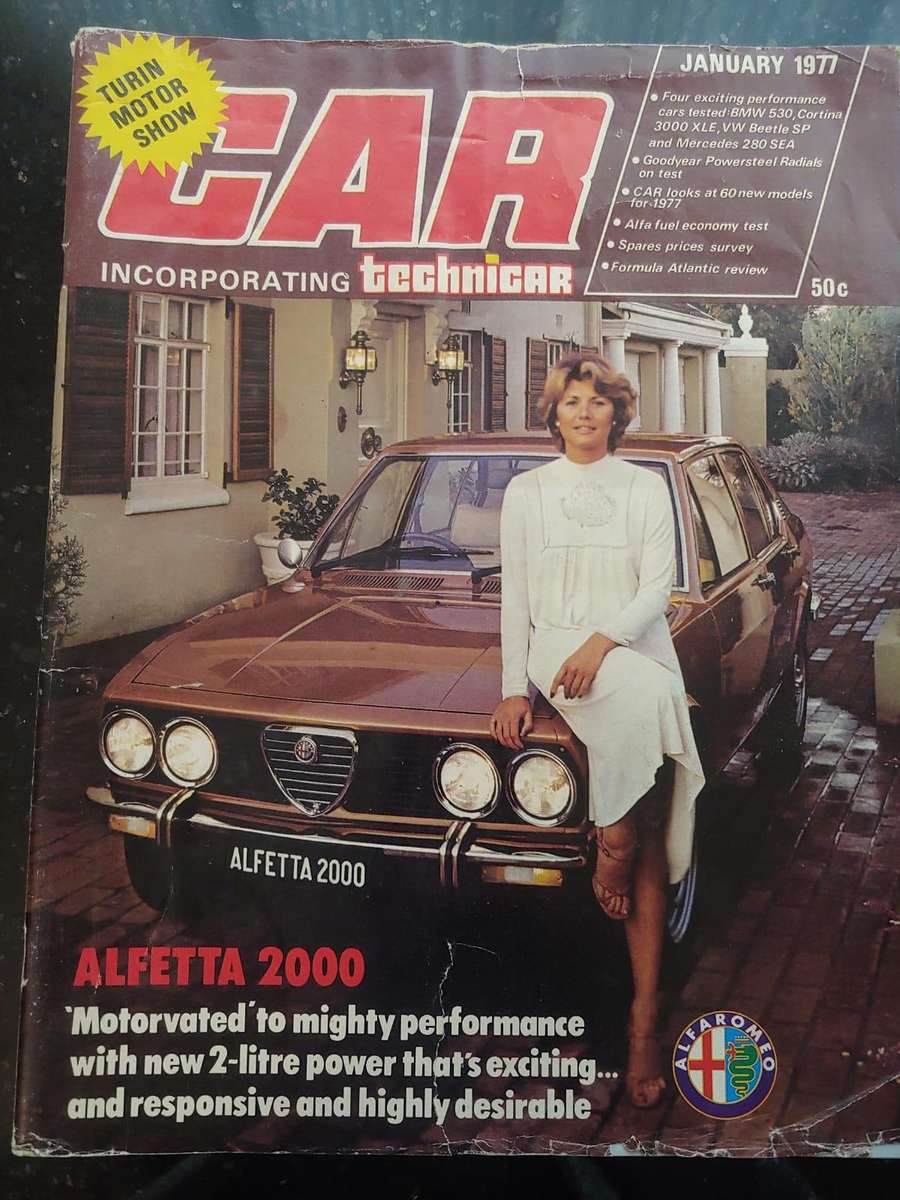 TURIN
MOTOR
SHOW
CAR
INCORPORATING technicar
JANUARY 1977
• Four exciting performance
cars tested:BMW 530,Cortina
3000 XLE,VW Beetle SP
and Mercedes 280 SEA
• Goodyear Powersteel Radials
on test
• CAR looks at 60 new models
for 1977
• Alfa fuel economy test
• Spares prices survey
• Formula Atlantic review
50c
ALFETTA 2000
ALFETTA 2000
'Motorvated' to mighty performance
with new 2-litre power that's exciting...
and responsive and highly desirable
ALFA ROMEO